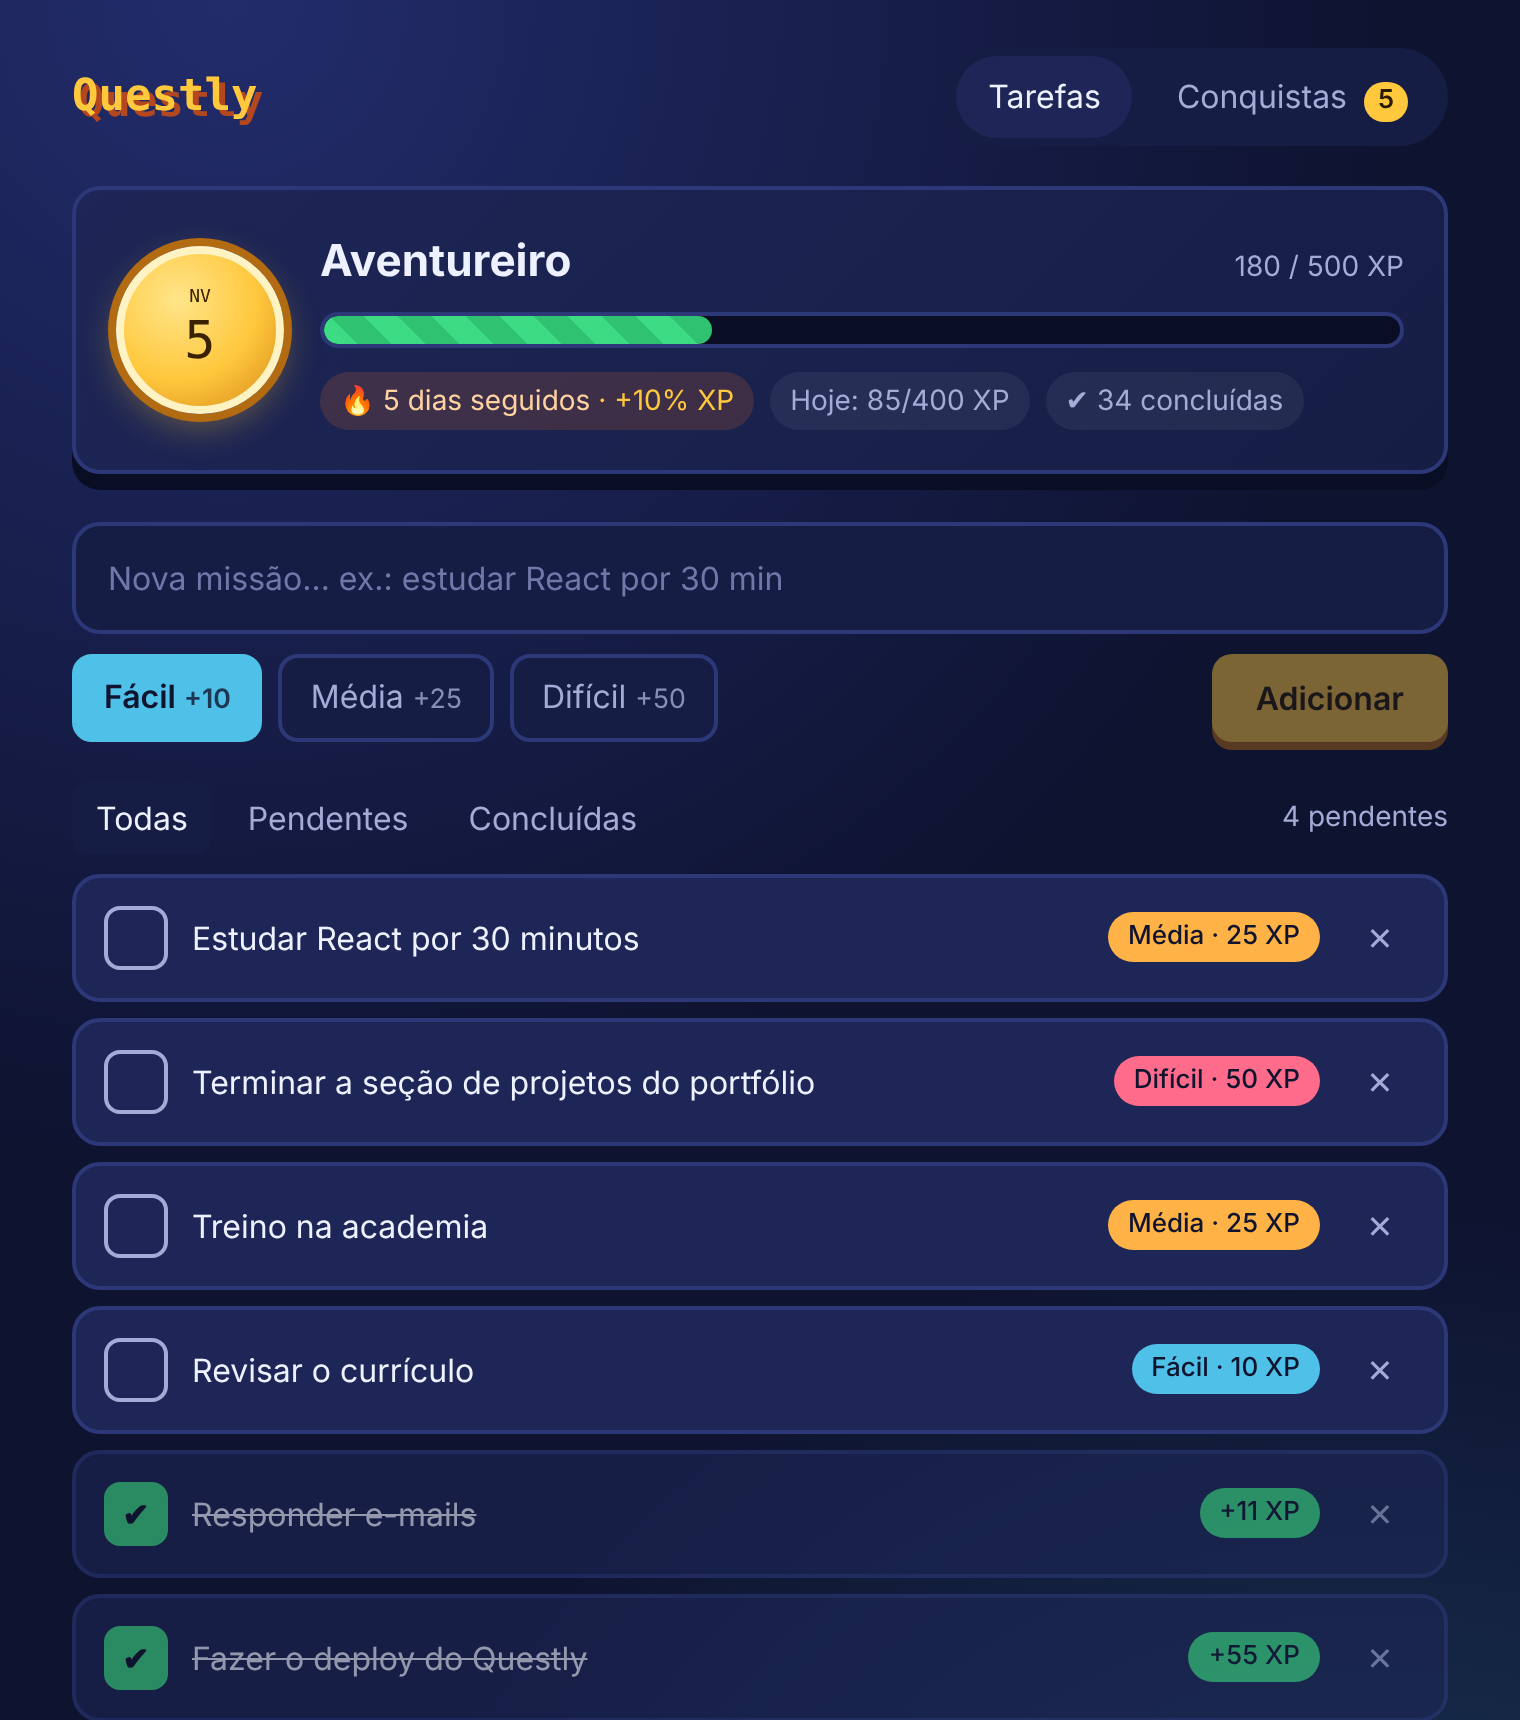 Questly
Tarefas Conquistas 5
Aventureiro 180 / 500 XP
NV
5
🔥 5 dias seguidos · +10% XP Hoje: 85/400 XP ✔ 34 concluídas
Nova missão... ex.: estudar React por 30 min
Fácil +10 Média +25 Difícil +50 Adicionar
Todas Pendentes Concluídas 4 pendentes
Estudar React por 30 minutos Média · 25 XP ✕
Terminar a seção de projetos do portfólio Difícil · 50 XP ✕
Treino na academia Média · 25 XP ✕
Revisar o currículo Fácil · 10 XP ✕
✔ Responder e-mails +11 XP ✕
✔ Fazer o deploy do Questly +55 XP ✕